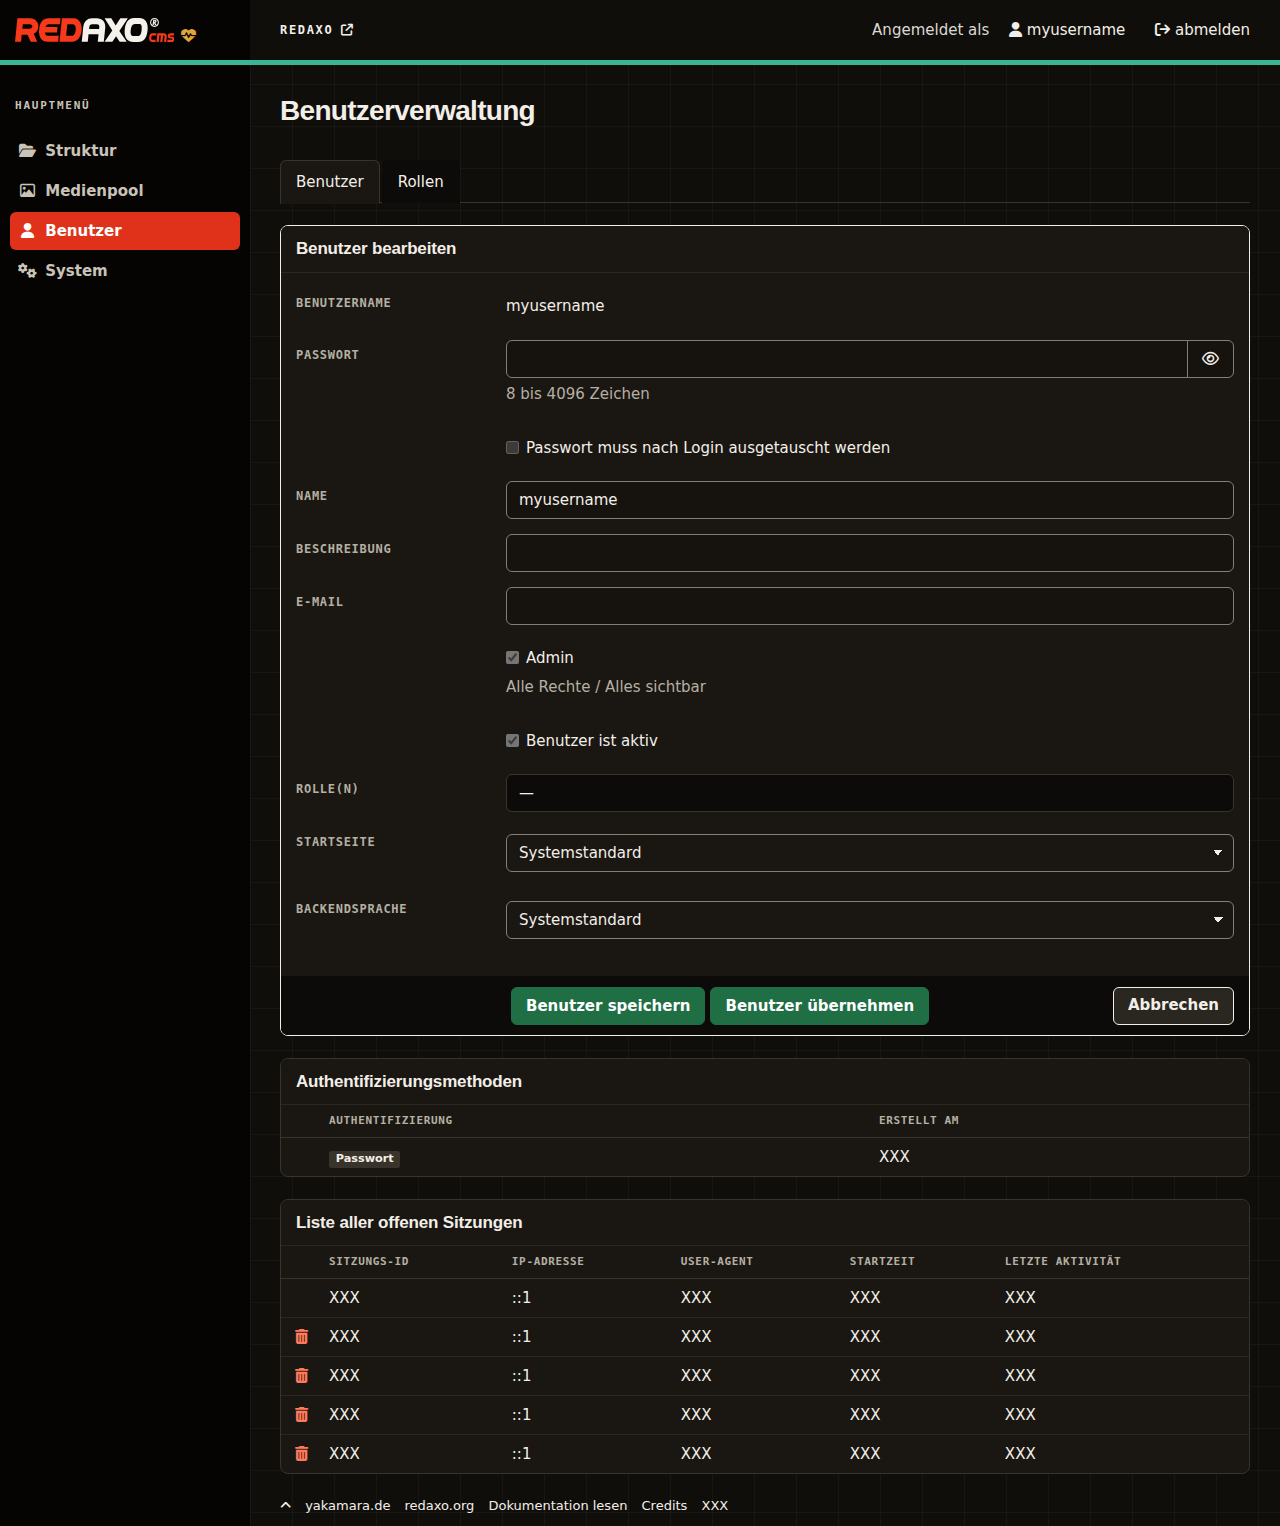 REDAXO® cms
REDAXO
Angemeldet als myusername abmelden
HAUPTMENÜ
Struktur
Medienpool
Benutzer
System
Benutzerverwaltung
Benutzer Rollen
Benutzer bearbeiten
BENUTZERNAME myusername
PASSWORT
8 bis 4096 Zeichen
Passwort muss nach Login ausgetauscht werden
NAME myusername
BESCHREIBUNG
E-MAIL
Admin
Alle Rechte / Alles sichtbar
Benutzer ist aktiv
ROLLE(N) —
STARTSEITE Systemstandard
BACKENDSPRACHE Systemstandard
Benutzer speichern Benutzer übernehmen Abbrechen
Authentifizierungsmethoden
AUTHENTIFIZIERUNG ERSTELLT AM
Passwort XXX
Liste aller offenen Sitzungen
SITZUNGS-ID IP-ADRESSE USER-AGENT STARTZEIT LETZTE AKTIVITÄT
XXX ::1 XXX XXX XXX
XXX ::1 XXX XXX XXX
XXX ::1 XXX XXX XXX
XXX ::1 XXX XXX XXX
XXX ::1 XXX XXX XXX
yakamara.de redaxo.org Dokumentation lesen Credits XXX